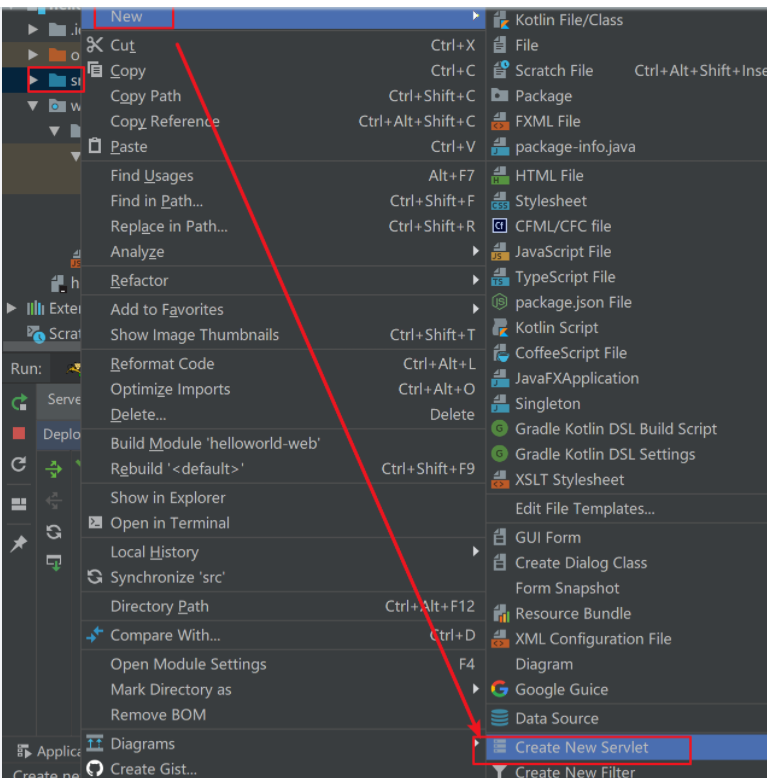 New
Cut Ctrl+X
Copy Ctrl+C
Copy Path Ctrl+Shift+C
Copy Reference Ctrl+Alt+Shift+C
Paste Ctrl+V
Find Usages Alt+F7
Find in Path... Ctrl+Shift+F
Replace in Path... Ctrl+Shift+R
Analyze
Refactor
Add to Favorites
Show Image Thumbnails Ctrl+Shift+T
Reformat Code Ctrl+Alt+L
Optimize Imports Ctrl+Alt+O
Delete... Delete
Build Module 'helloworld-web'
Rebuild '<default>' Ctrl+Shift+F9
Show in Explorer
Open in Terminal
Local History
Synchronize 'src'
Directory Path Ctrl+Alt+F12
Compare With... Ctrl+D
Open Module Settings F4
Mark Directory as
Remove BOM
Diagrams
Create Gist...
Kotlin File/Class
File
Scratch File Ctrl+Alt+Shift+Inse
Package
FXML File
package-info.java
HTML File
Stylesheet
CFML/CFC file
JavaScript File
TypeScript File
package.json File
Kotlin Script
CoffeeScript File
JavaFXApplication
Singleton
Gradle Kotlin DSL Build Script
Gradle Kotlin DSL Settings
XSLT Stylesheet
Edit File Templates...
GUI Form
Create Dialog Class
Form Snapshot
Resource Bundle
XML Configuration File
Diagram
Google Guice
Data Source
Create New Servlet
Create New Filter
Exter
Scrat
Run:
Serve
Deplo
Applica
Create ne